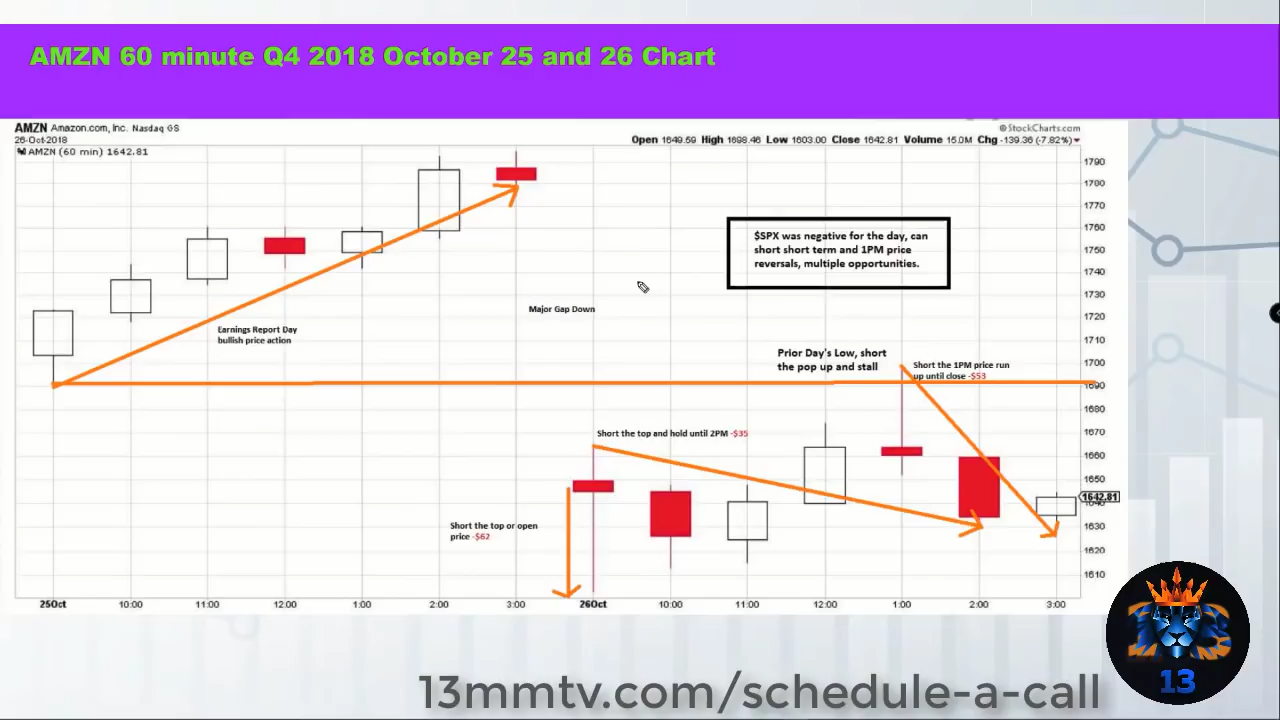 AMZN 60 minute Q4 2018 October 25 and 26 Chart
AMZN Amazon.com, Inc. Nasdaq GS
@StockCharts.com
26-Oct-2018
Open 1649.59 High 1698.46 Low 1603.00 Close 1642.81 Volume 15.0M Chg -139.36 (-7.82%)
AMZN (60 min) 1642.81
1790
1780
1770
1760
1750
1740
1730
1720
1710
1700
1690
1680
1670
1660
1650
1640
1630
1620
1610
1642.81
$SPX was negative for the day, can
short short term and 1PM price
reversals, multiple opportunities.
Major Gap Down
Earnings Report Day
bullish price action
Prior Day's Low, short
the pop up and stall
Short the 1PM price run
up until close -$53
Short the top and hold until 2PM -$35
Short the top or open
price -$62
25Oct 10:00 11:00 12:00 1:00 2:00 3:00 26Oct 10:00 11:00 12:00 1:00 2:00 3:00
13
13
13mmtv.com/schedule-a-call